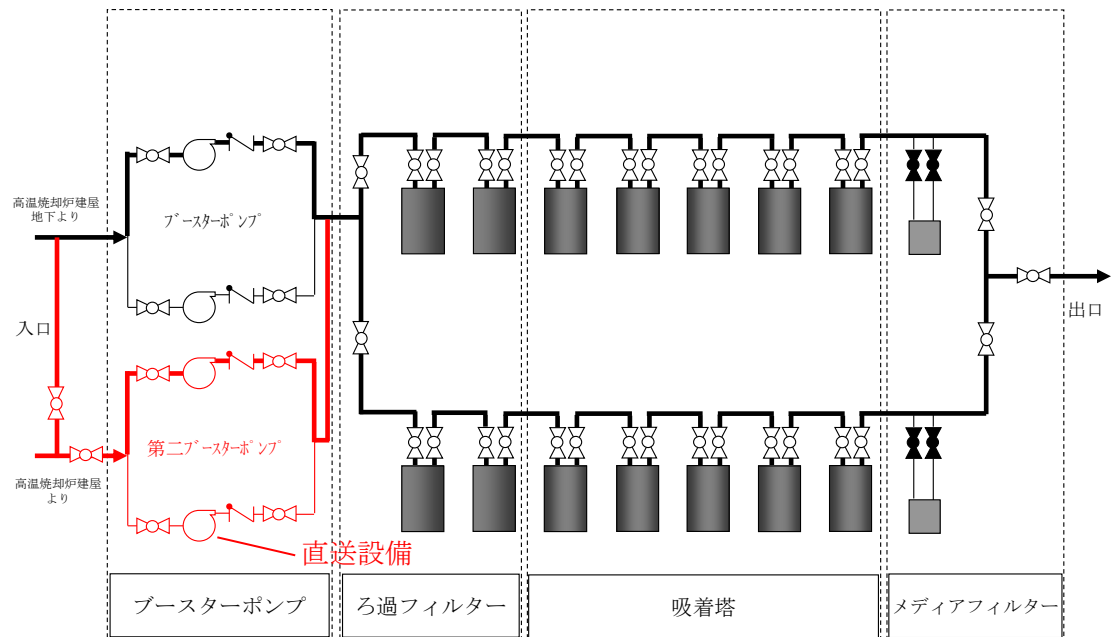 高温焼却炉建屋
地下より
ブースターポンプ
入口
出口
第二ブースターポンプ
高温焼却炉建屋
より
直送設備
ブースターポンプ
ろ過フィルター
吸着塔
メディアフィルター